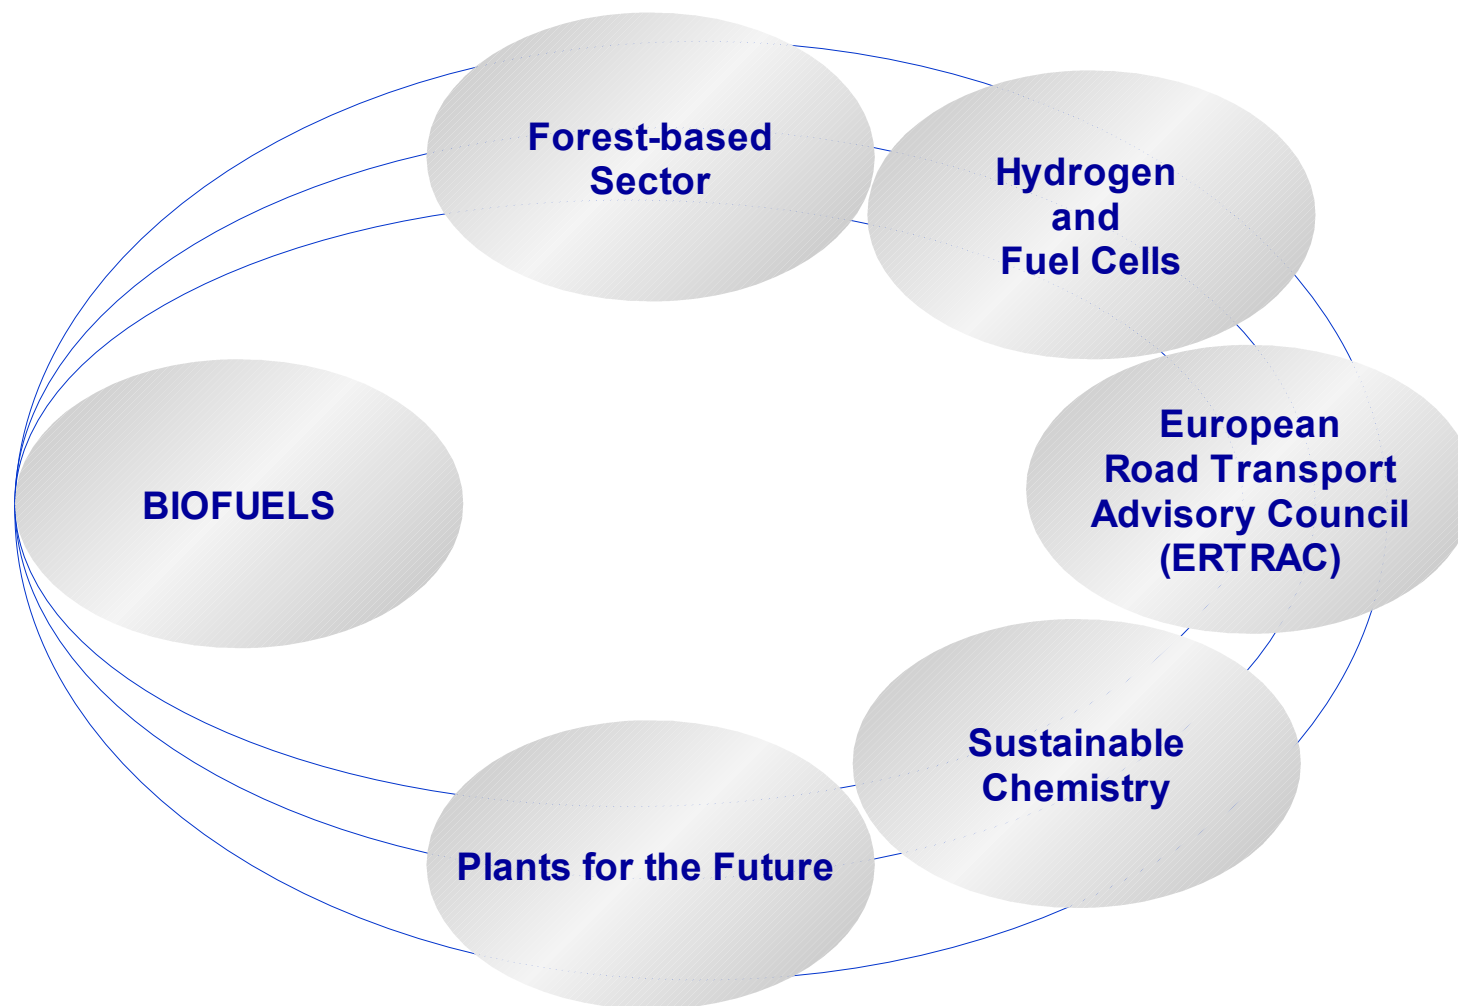 Forest-based
Sector
Hydrogen
and
Fuel Cells
European
Road Transport
Advisory Council
(ERTRAC)
BIOFUELS
Sustainable
Chemistry
Plants for the Future